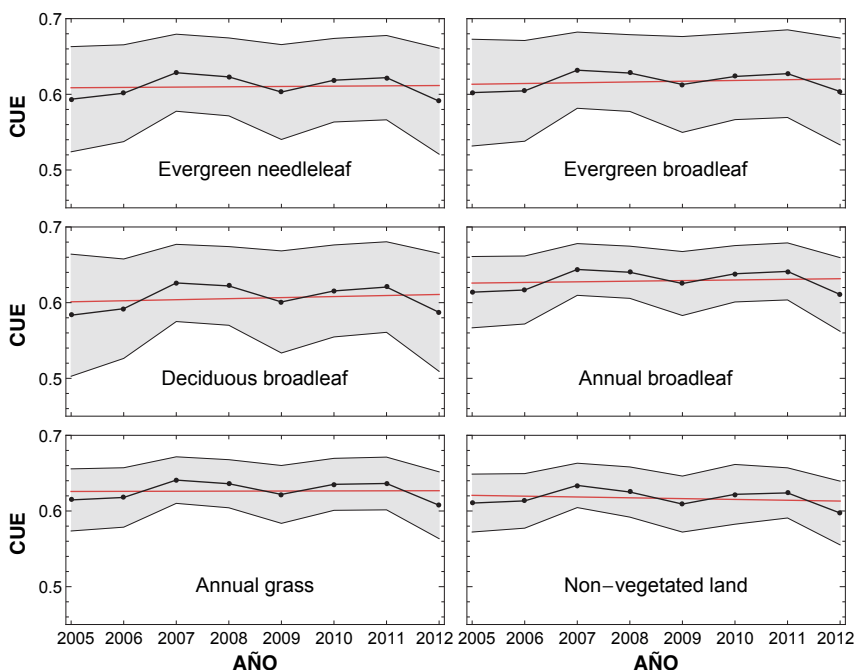 0.7
0.6
0.5
CUE
Evergreen needleleaf
Evergreen broadleaf
0.7
0.6
0.5
CUE
Deciduous broadleaf
Annual broadleaf
0.7
0.6
0.5
CUE
Annual grass
Non−vegetated land
2005 2006 2007 2008 2009 2010 2011 2012
2005 2006 2007 2008 2009 2010 2011 2012
AÑO
AÑO